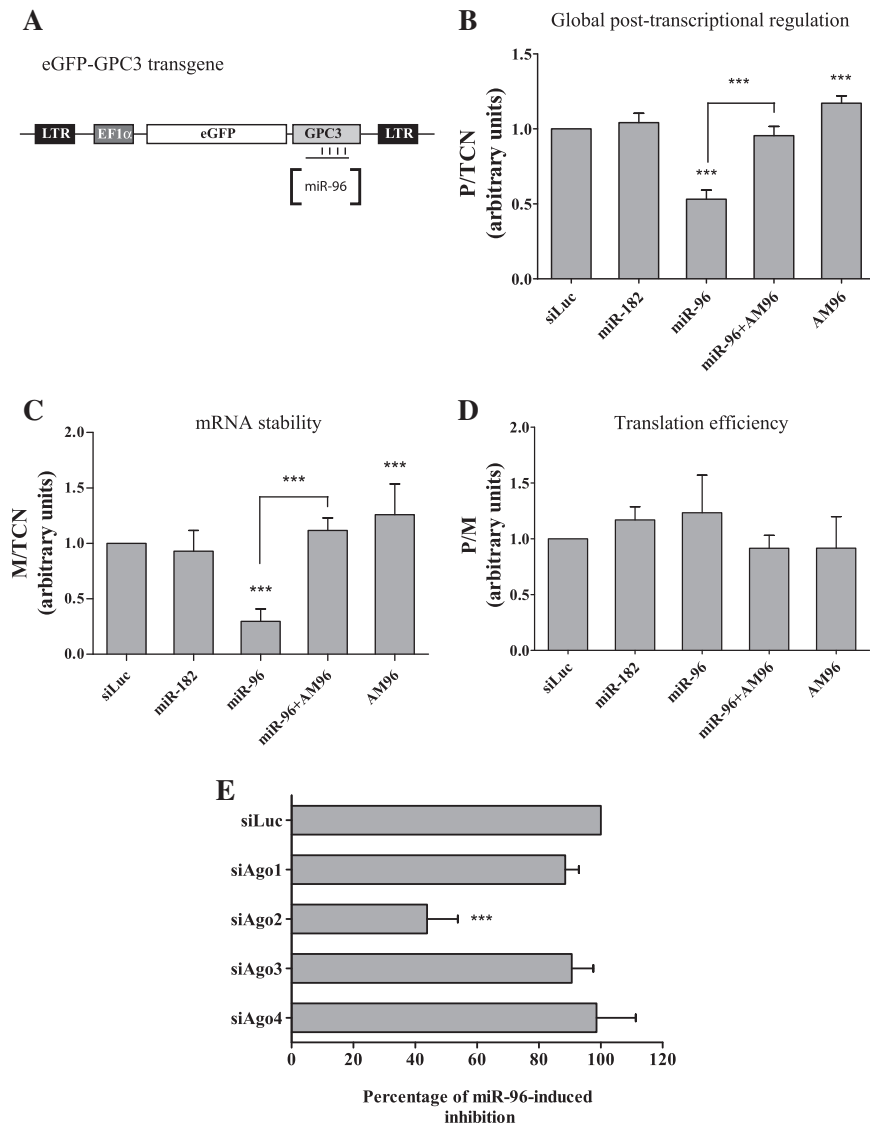 A
eGFP-GPC3 transgene
LTR
EF1α
eGFP
GPC3
LTR
miR-96
B
Global post-transcriptional regulation
P/TCN
(arbitrary units)
1.5
1.0
0.5
0.0
***
***
***
siLuc
miR-182
miR-96
miR-96+AM96
AM96
C
mRNA stability
M/TCN
(arbitrary units)
2.0
1.5
1.0
0.5
0.0
***
***
***
siLuc
miR-182
miR-96
miR-96+AM96
AM96
D
Translation efficiency
P/M
(arbitrary units)
2.0
1.5
1.0
0.5
0.0
siLuc
miR-182
miR-96
miR-96+AM96
AM96
E
siLuc
siAgo1
siAgo2
***
siAgo3
siAgo4
0 20 40 60 80 100 120
Percentage of miR-96-induced
inhibition